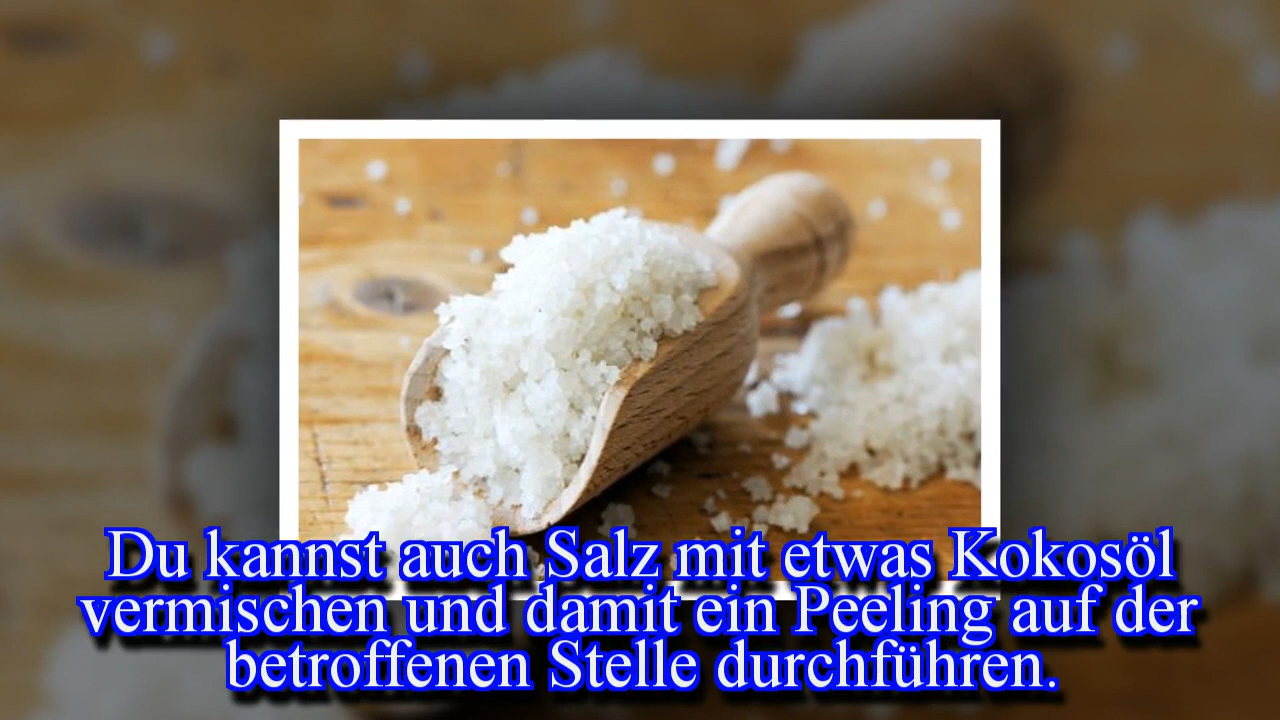 Du kannst auch Salz mit etwas Kokosöl
vermischen und damit ein Peeling auf der
betroffenen Stelle durchführen.